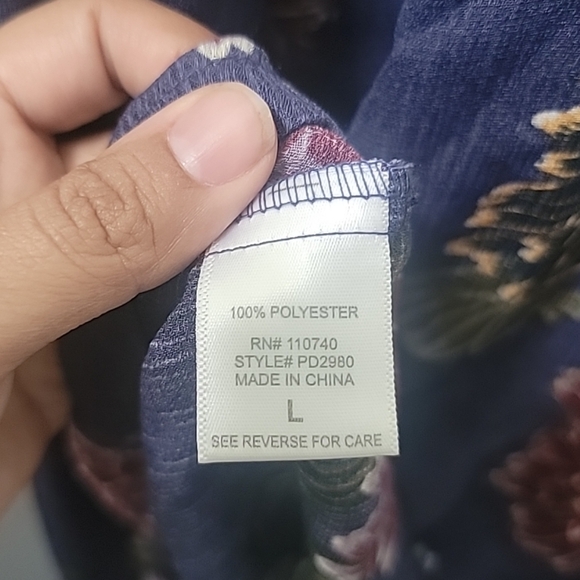 100% POLYESTER
RN# 110740
STYLE# PD2980
MADE IN CHINA
L
SEE REVERSE FOR CARE